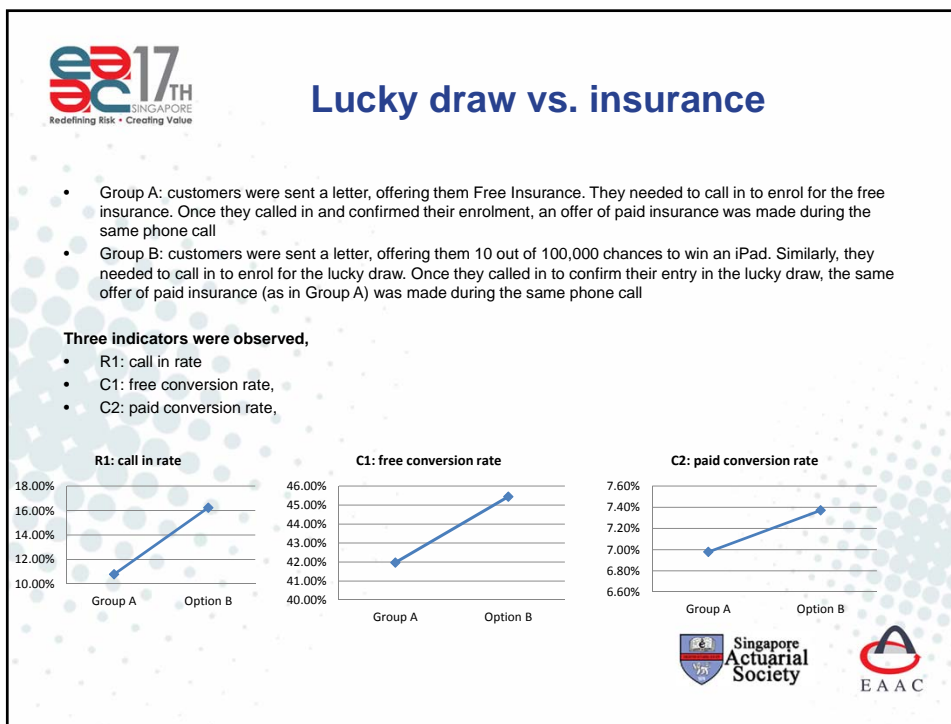 17TH
SINGAPORE
Redefining Risk • Creating Value
Lucky draw vs. insurance
• Group A: customers were sent a letter, offering them Free Insurance. They needed to call in to enrol for the free
insurance. Once they called in and confirmed their enrolment, an offer of paid insurance was made during the
same phone call
• Group B: customers were sent a letter, offering them 10 out of 100,000 chances to win an iPad. Similarly, they
needed to call in to enrol for the lucky draw. Once they called in to confirm their entry in the lucky draw, the same
offer of paid insurance (as in Group A) was made during the same phone call
Three indicators were observed,
• R1: call in rate
• C1: free conversion rate,
• C2: paid conversion rate,
R1: call in rate
18.00%
16.00%
14.00%
12.00%
10.00%
Group A Option B
C1: free conversion rate
46.00%
45.00%
44.00%
43.00%
42.00%
41.00%
40.00%
Group A Option B
C2: paid conversion rate
7.60%
7.40%
7.20%
7.00%
6.80%
6.60%
Group A Option B
Singapore
Actuarial
Society
EAAC